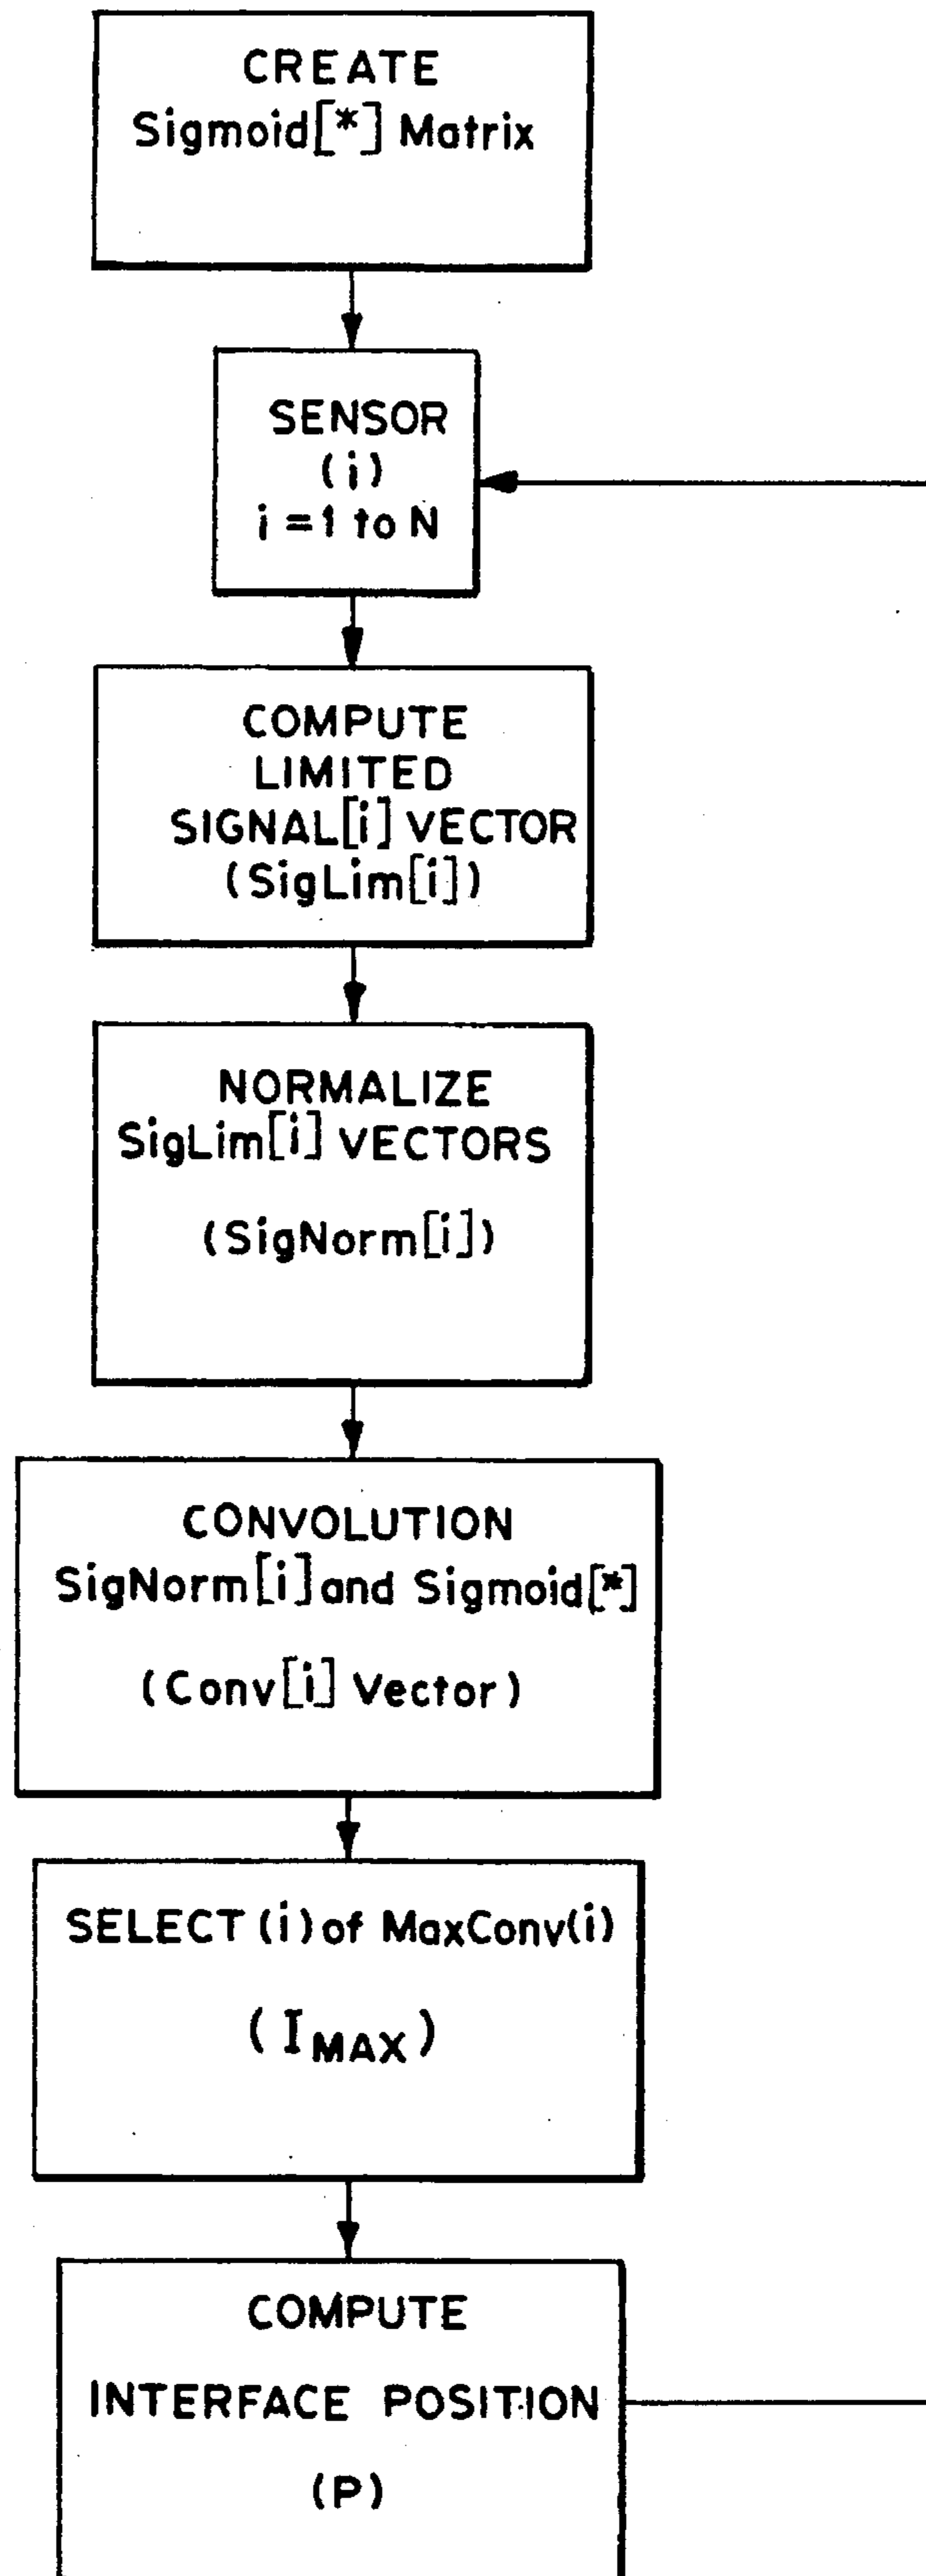 CREATE
Sigmoid[*] Matrix
SENSOR
(i)
i = 1 to N
COMPUTE
LIMITED
SIGNAL[i] VECTOR
(SigLim[i])
NORMALIZE
SigLim[i] VECTORS
(SigNorm[i])
CONVOLUTION
SigNorm[i] and Sigmoid[*]
(Conv[i] Vector)
SELECT (i) of MaxConv(i)
(IMAX)
COMPUTE
INTERFACE POSITION
(P)